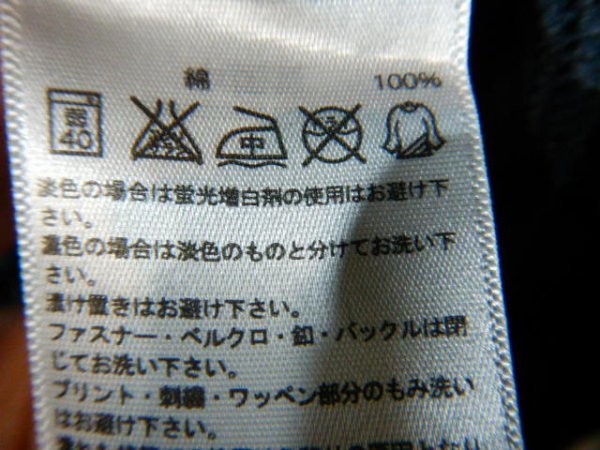 綿 100%
弱 40 中
淡色の場合は蛍光増白剤の使用はお避け下
さい。
濃色の場合は淡色のものと分けてお洗い下
さい。
漬け置きはお避け下さい。
ファスナー・ベルクロ・釦・バックルは閉
じてお洗い下さい。
プリント・刺繍・ワッペン部分のもみ洗い
はお避け下さい。